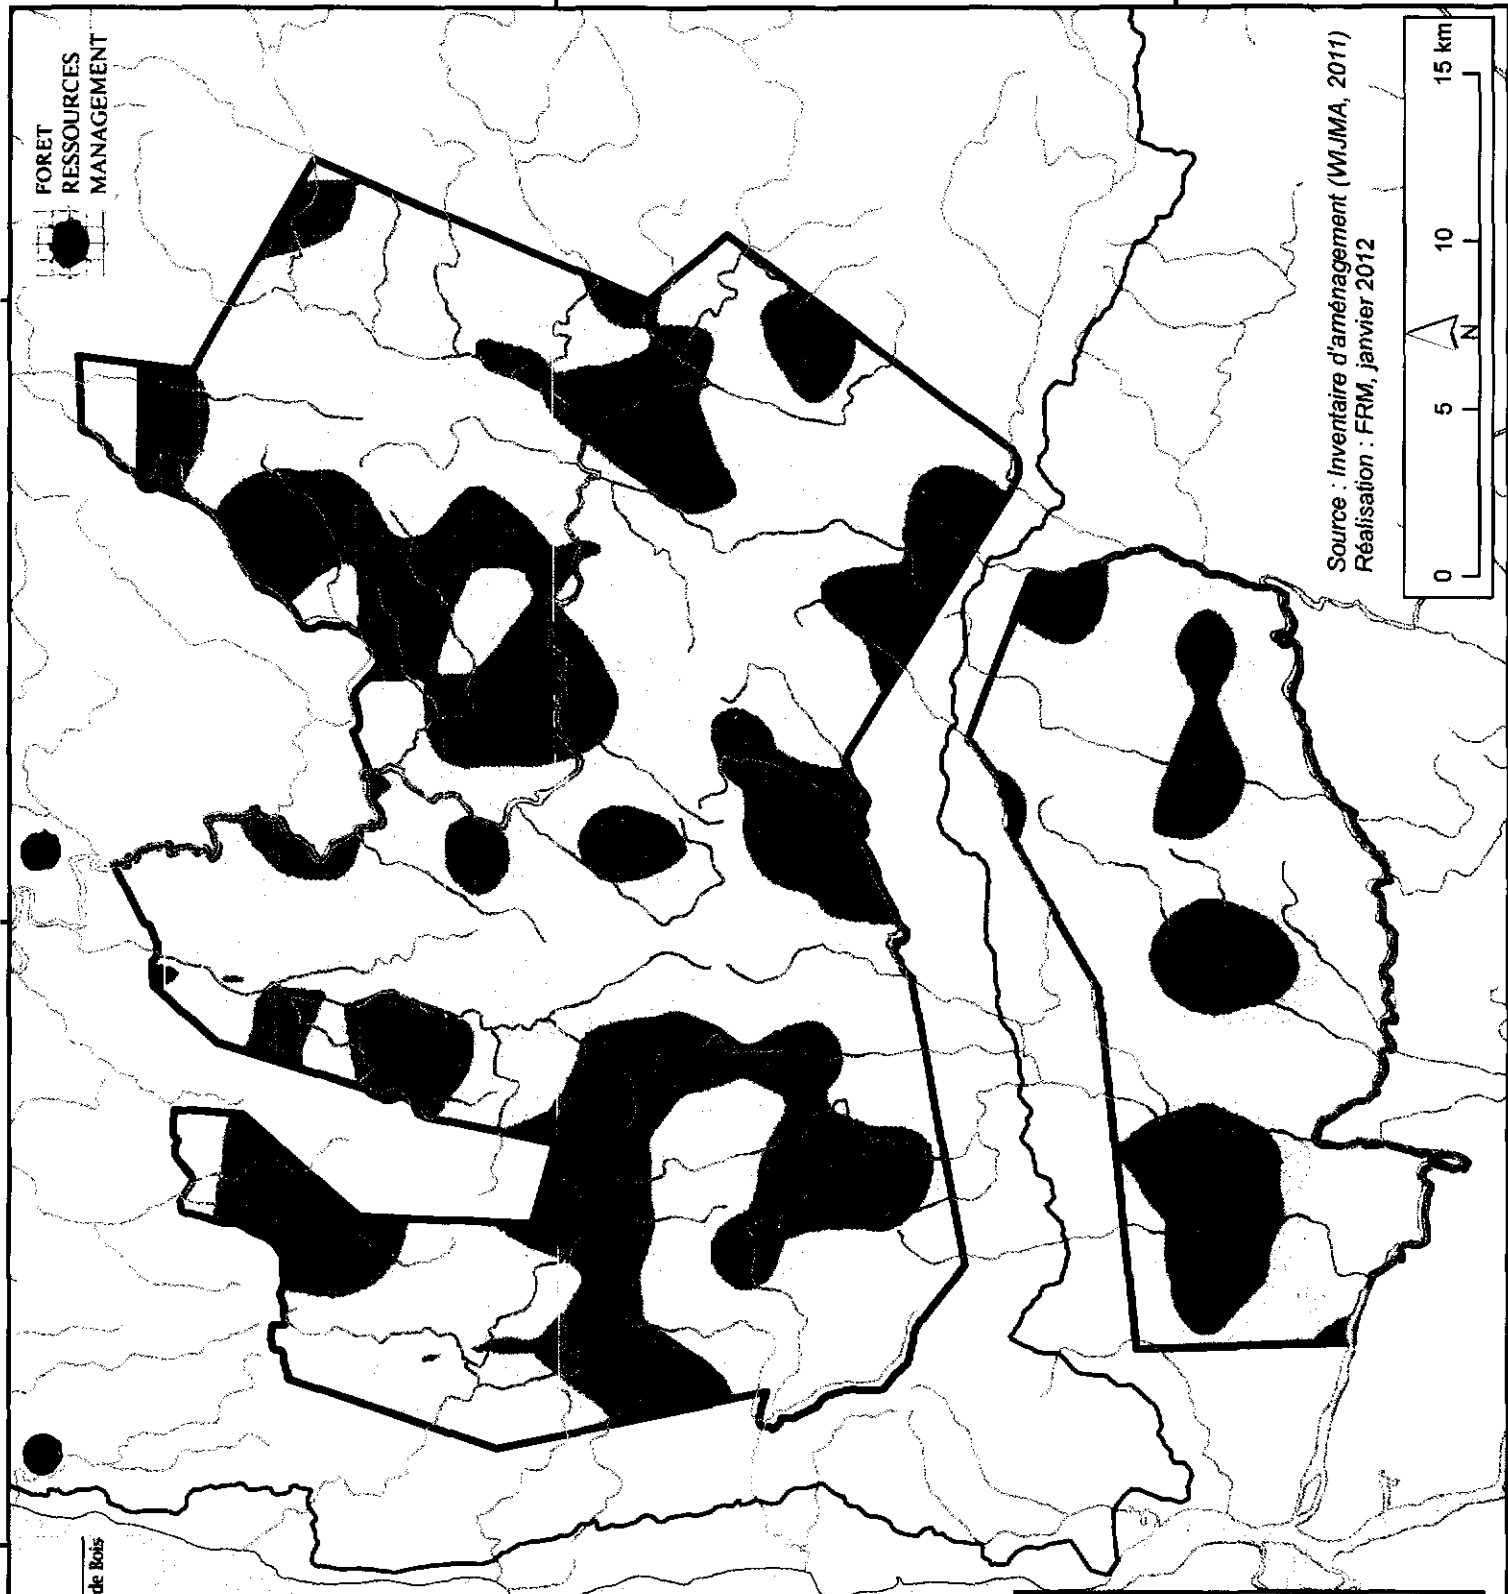 FORET
RESSOURCES
MANAGEMENT
de Bois
Source : Inventaire d'aménagement (WIJMA, 2011)
Réalisation : FRM, janvier 2012
0 5 10 15 km
N